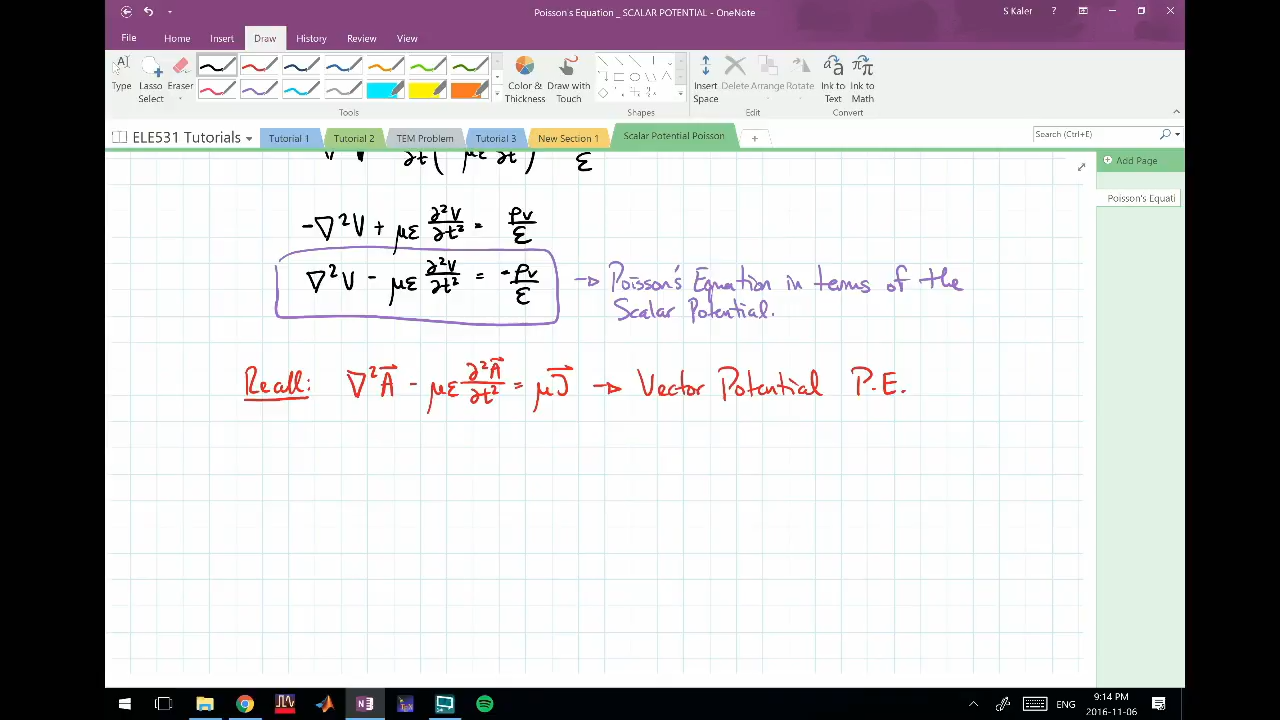 Poisson's Equation _ SCALAR POTENTIAL - OneNote
S Kaler
?
File Home Insert Draw History Review View
Type
Lasso Select
Eraser
Color & Thickness
Draw with Touch
Insert Space
Delete
Arrange
Rotate
Ink to Text
Ink to Math
Tools
Shapes
Edit
Convert
ELE531 Tutorials
Tutorial 1
Tutorial 2
TEM Problem
Tutorial 3
New Section 1
Scalar Potential Poisson
Search (Ctrl+E)
Add Page
Poisson's Equati
∂t ( με ∂t ) ε
-∇²V + με ∂²V/∂t² = ρv/ε
∇²V - με ∂²V/∂t² = -ρv/ε → Poisson's Equation in terms of the
Scalar Potential.
Recall: ∇²A⃗ - με ∂²A⃗/∂t² = μJ⃗ → Vector Potential P.E.
ENG
9:14 PM
2016-11-06